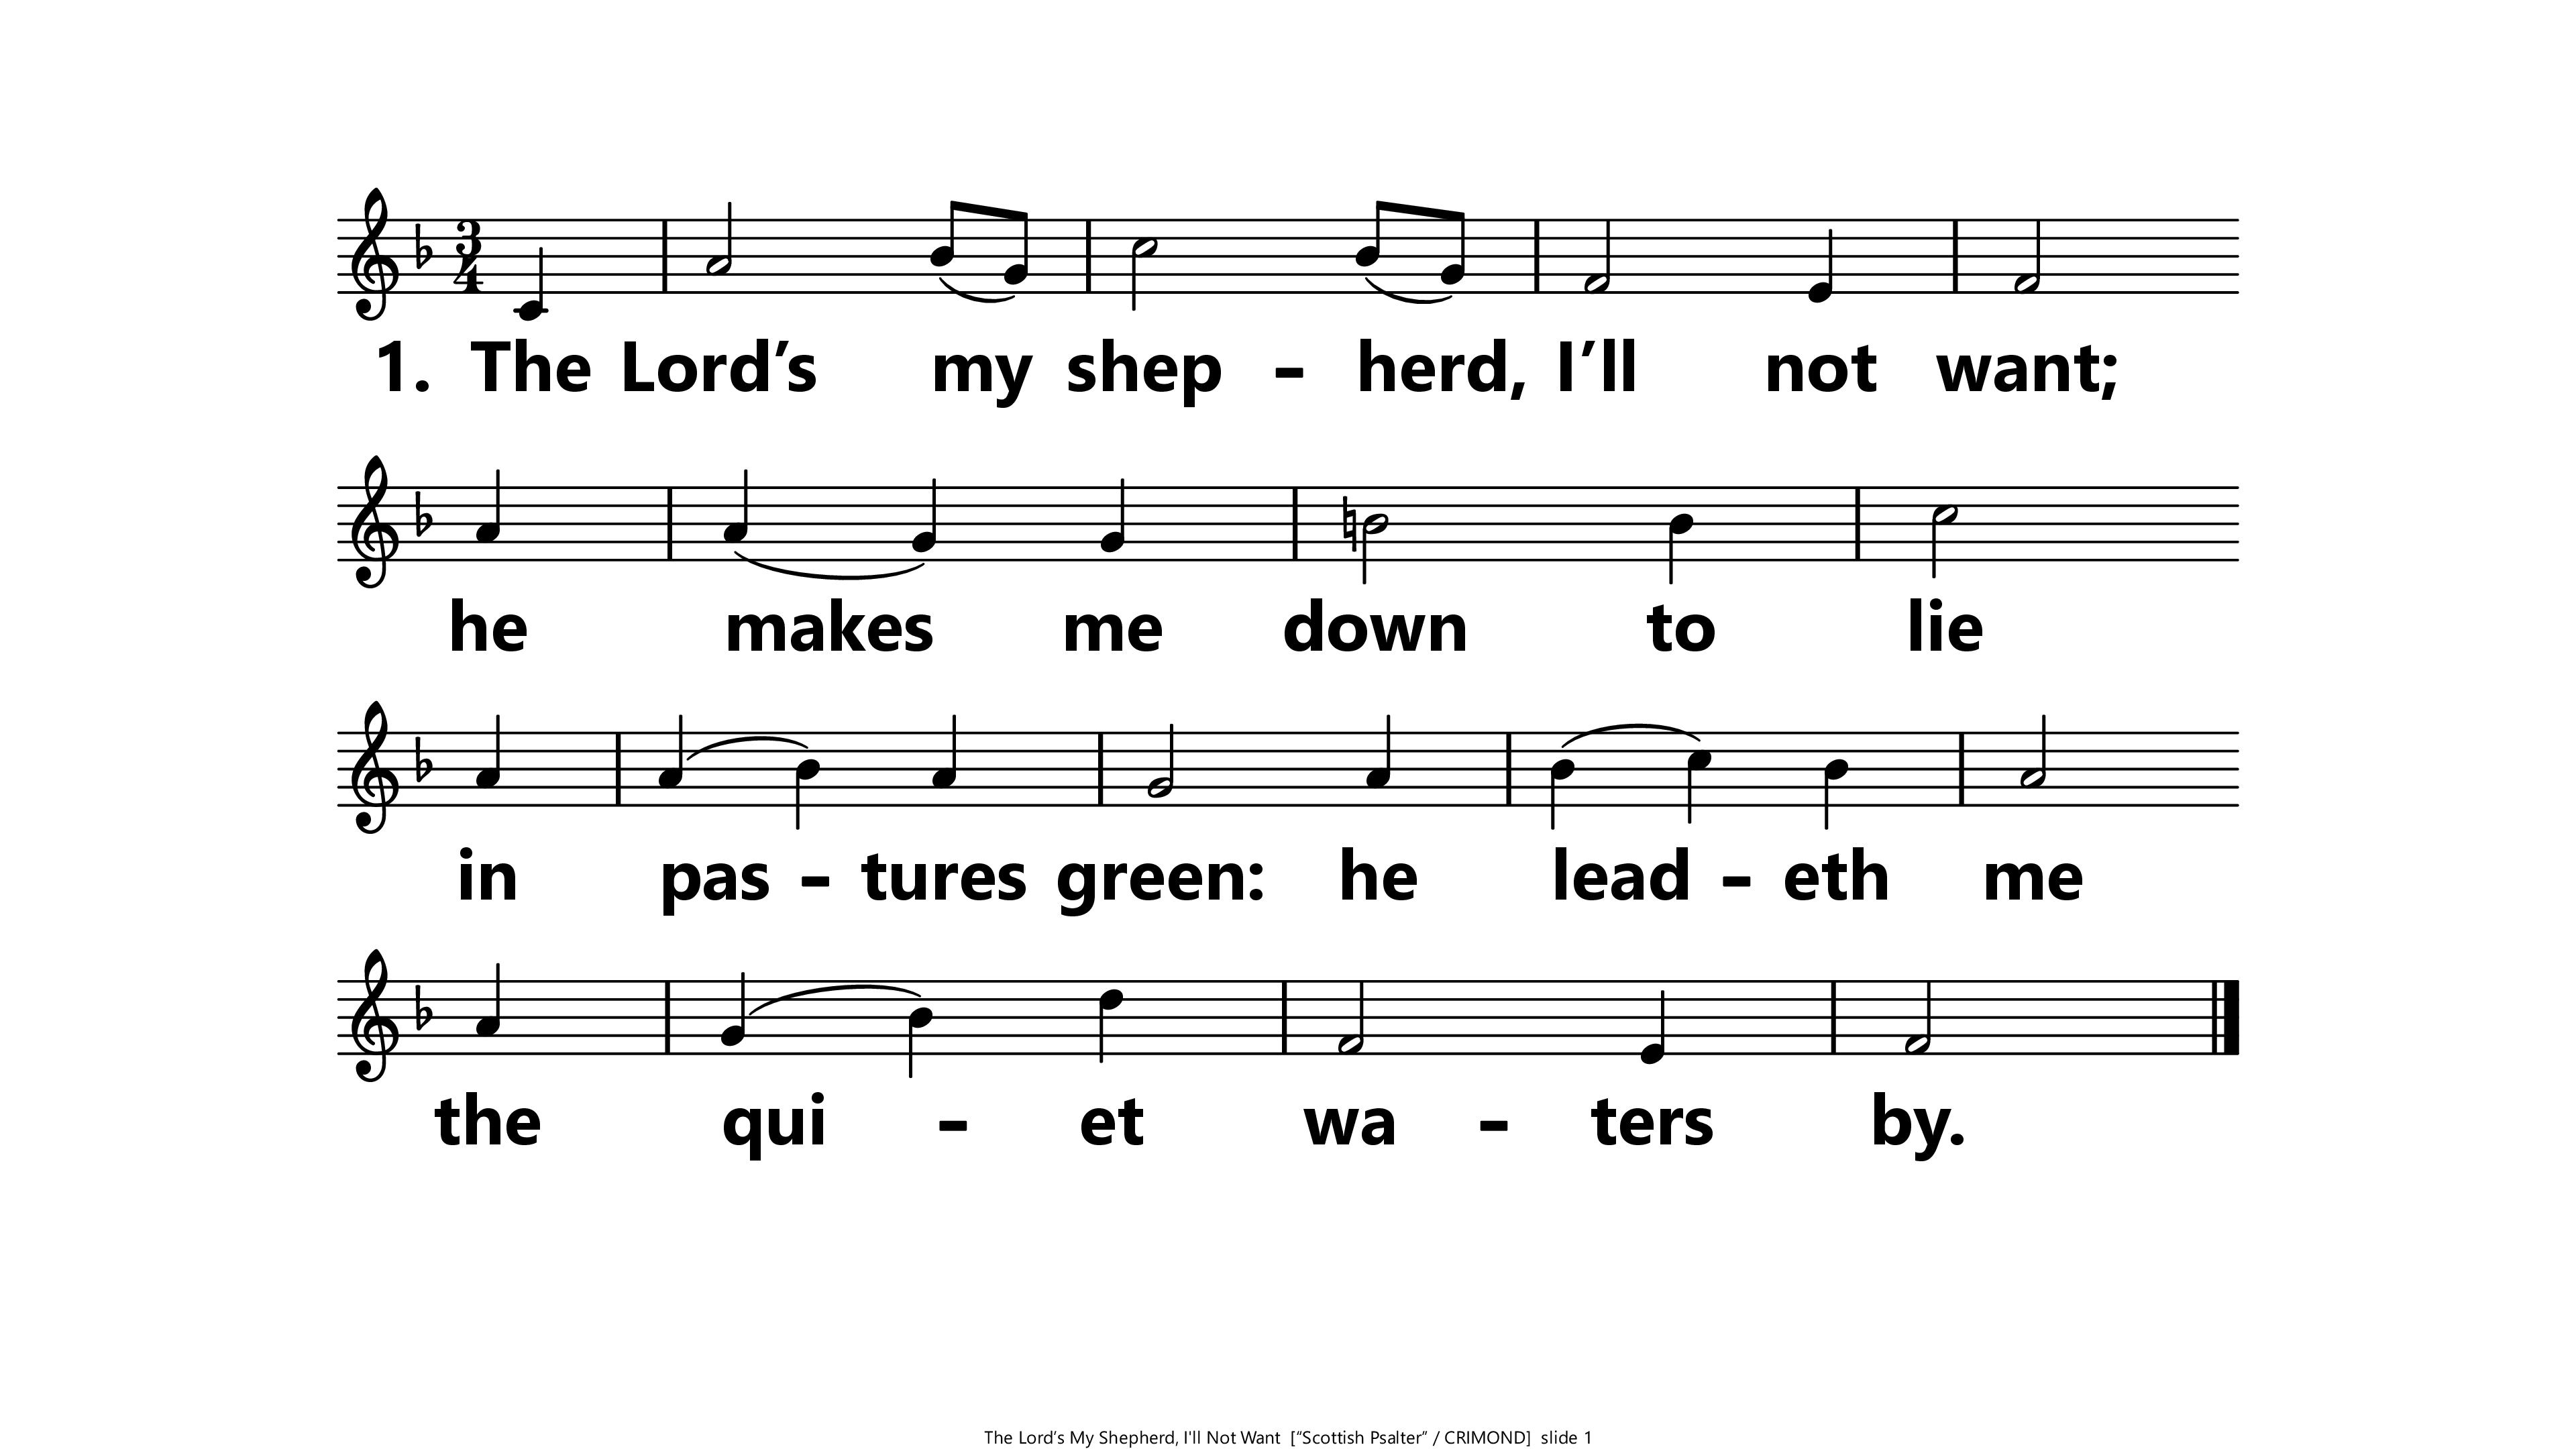 1. The Lord’s my shep - herd, I’ll not want;
he makes me down to lie
in pas - tures green: he lead - eth me
the qui - et wa - ters by.
The Lord’s My Shepherd, I'll Not Want [“Scottish Psalter” / CRIMOND] slide 1